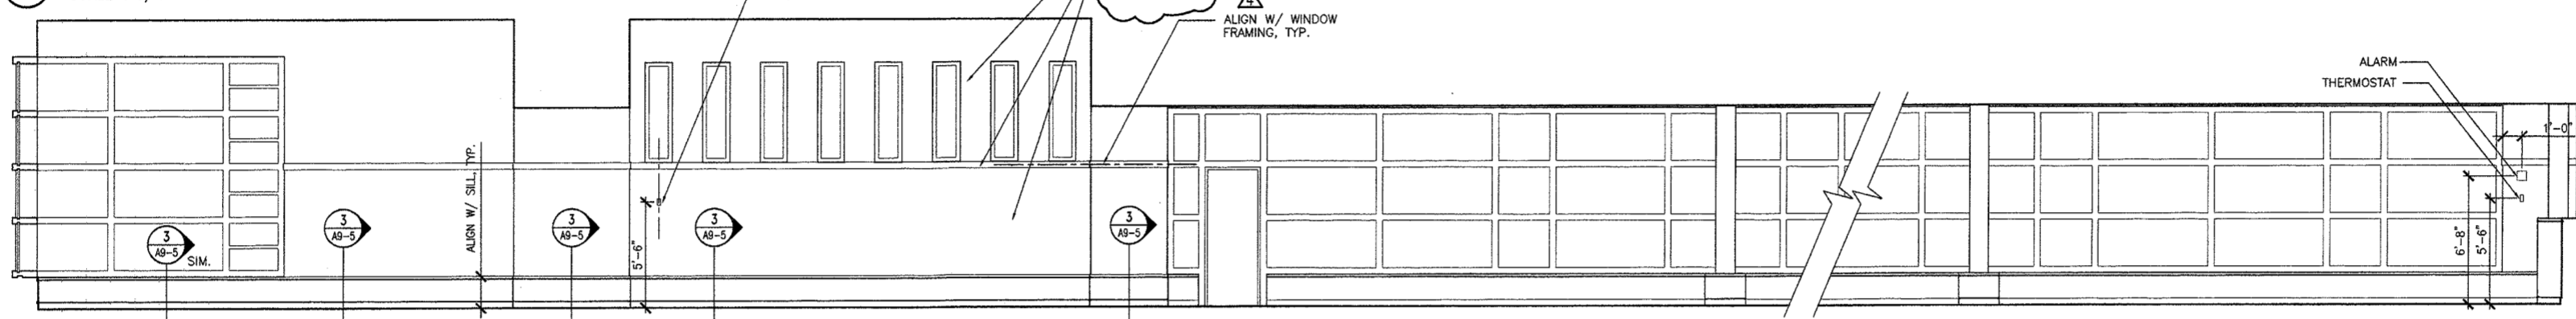 4
ALIGN W/ WINDOW
FRAMING, TYP.
ALARM
THERMOSTAT
1'-0"
ALIGN W/ SILL, TYP.
3
A9-5
SIM.
3
A9-5
3
A9-5
5'-6"
3
A9-5
3
A9-5
6'-8"
5'-6"